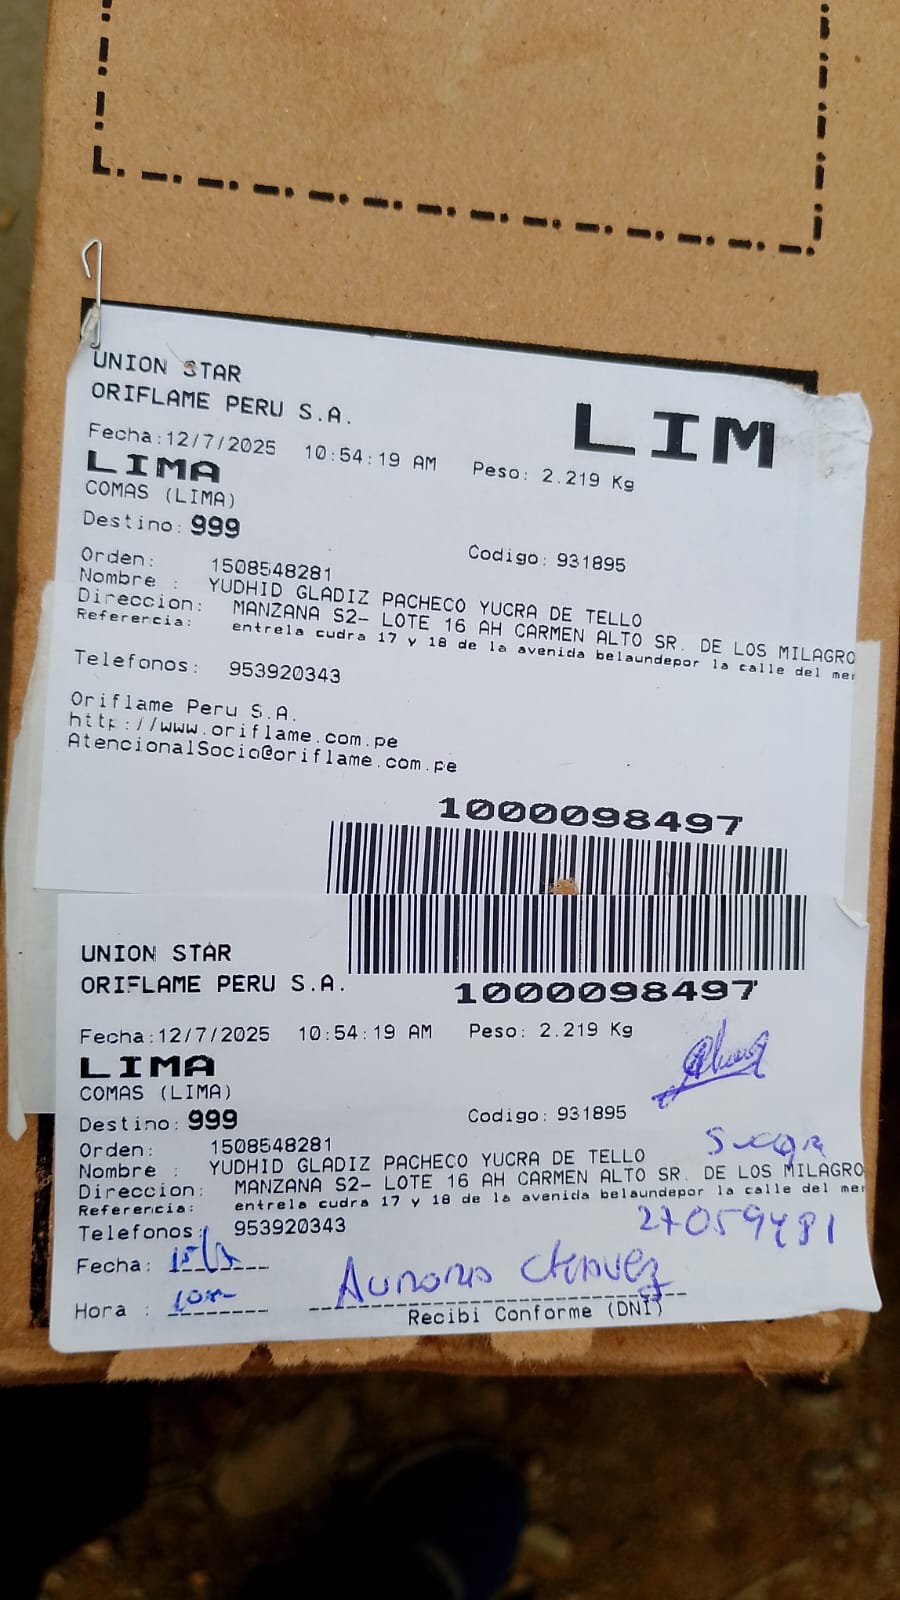 UNION STAR
ORIFLAME PERU S.A.
LIM
Fecha:12/7/2025 10:54:19 AM Peso: 2.219 Kg
LIMA
COMAS (LIMA)
Destino: 999
Codigo: 931895
Orden: 1508548281
Nombre : YUDHID GLADIZ PACHECO YUCRA DE TELLO
Direccion: MANZANA S2- LOTE 16 AH CARMEN ALTO SR. DE LOS MILAGRO
Referencia: entrela cudra 17 y 18 de la avenida belaundepor la calle del mer
Telefonos: 953920343
Oriflame Peru S.A.
http://www.oriflame.com.pe
AtencionalSocio@oriflame.com.pe
1000098497
UNION STAR
ORIFLAME PERU S.A.
1000098497
Fecha:12/7/2025 10:54:19 AM Peso: 2.219 Kg
LIMA
COMAS (LIMA)
Destino: 999 Codigo: 931895
Orden: 1508548281
Nombre : YUDHID GLADIZ PACHECO YUCRA DE TELLO
Direccion: MANZANA S2- LOTE 16 AH CARMEN ALTO SR. DE LOS MILAGRO
Referencia: entrela cudra 17 y 18 de la avenida belaundepor la calle del mer
Telefonos: 953920343
Fecha:
Hora :
Chavez
Recibi Conforme (DNI)